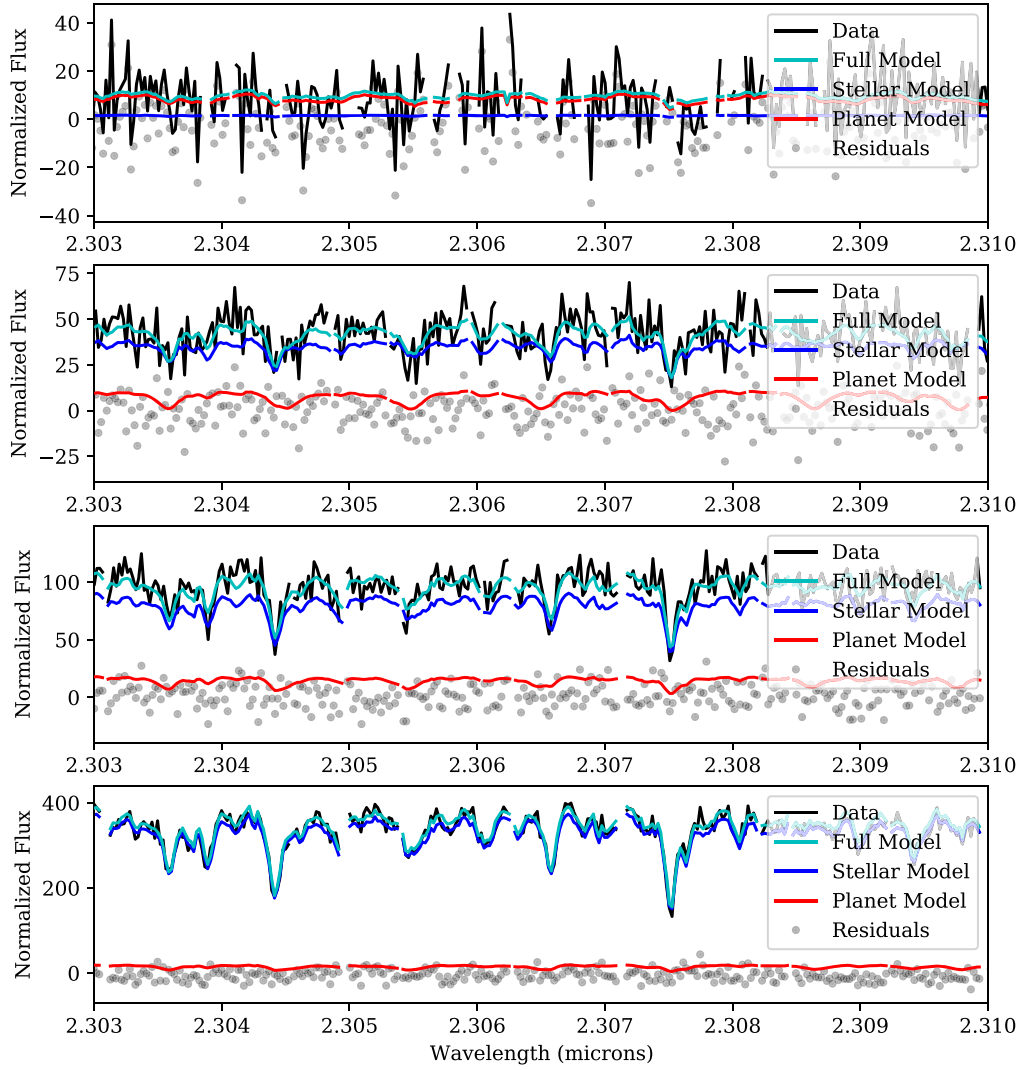 40
20
0
−20
−40
Normalized Flux
Data
Full Model
Stellar Model
Planet Model
Residuals
2.303 2.304 2.305 2.306 2.307 2.308 2.309 2.310
75
50
25
0
−25
Normalized Flux
Data
Full Model
Stellar Model
Planet Model
Residuals
2.303 2.304 2.305 2.306 2.307 2.308 2.309 2.310
100
50
0
Normalized Flux
Data
Full Model
Stellar Model
Planet Model
Residuals
2.303 2.304 2.305 2.306 2.307 2.308 2.309 2.310
400
200
0
Normalized Flux
Data
Full Model
Stellar Model
Planet Model
Residuals
2.303 2.304 2.305 2.306 2.307 2.308 2.309 2.310
Wavelength (microns)